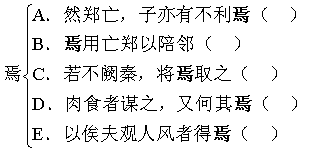 焉
A．然郑亡，子亦有不利焉（　）
B．焉用亡郑以陪邻（　）
C．若不阙秦，将焉取之（　）
D．肉食者谋之，又何其焉（　）
E．以俟夫观人风者得焉（　）